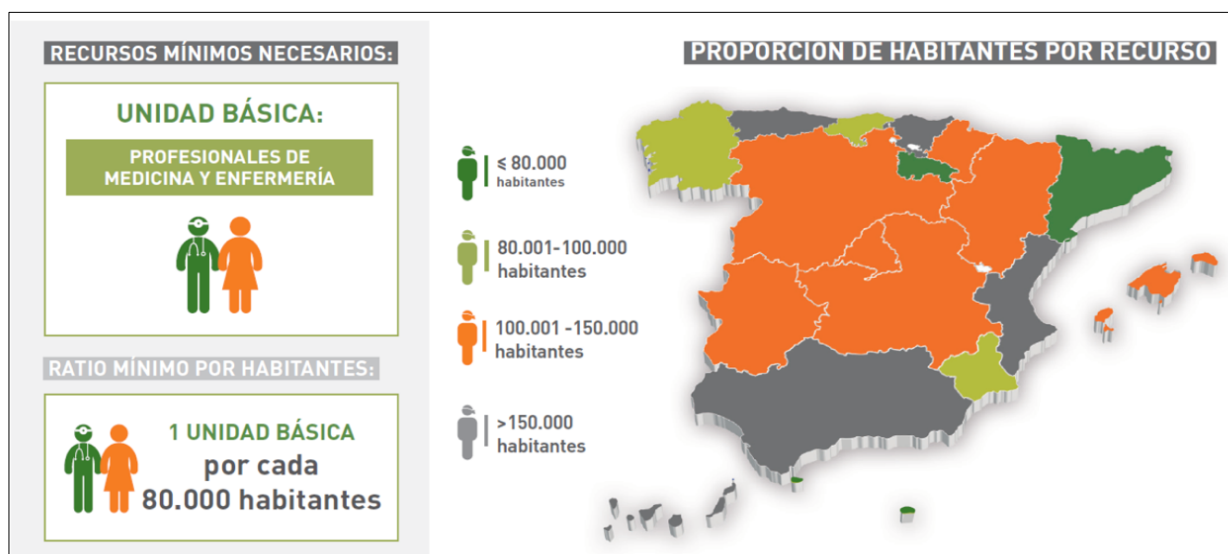 RECURSOS MÍNIMOS NECESARIOS:
UNIDAD BÁSICA:
PROFESIONALES DE
MEDICINA Y ENFERMERÍA
RATIO MÍNIMO POR HABITANTES:
1 UNIDAD BÁSICA
por cada
80.000 habitantes
PROPORCION DE HABITANTES POR RECURSO
≤ 80.000
habitantes
80.001-100.000
habitantes
100.001 -150.000
habitantes
>150.000
habitantes